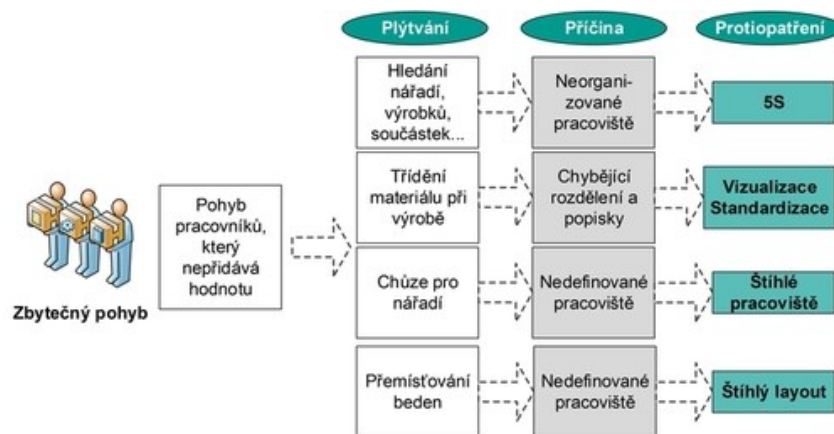 Plýtvání
Příčina
Protiopatření
Hledání
nářadí,
výrobků,
součástek...
Neorgani-
zované
pracoviště
5S
Třídění
materiálu při
výrobě
Chybějící
rozdělení a
popisky
Vizualizace
Standardizace
Pohyb
pracovníků,
který
nepřidává
hodnotu
Zbytečný pohyb
Chůze pro
nářadí
Nedefinované
pracoviště
Štíhlé
pracoviště
Přemísťování
beden
Nedefinované
pracoviště
Štíhlý layout